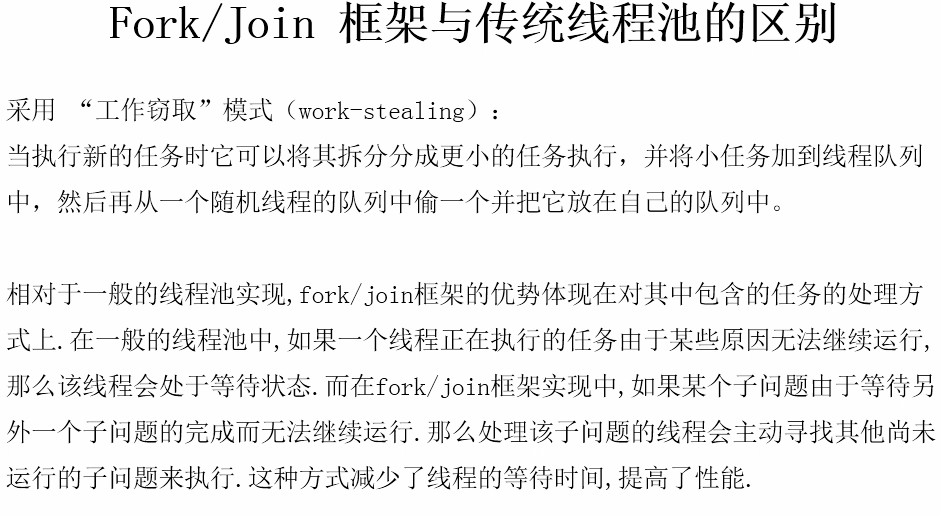 Fork/Join 框架与传统线程池的区别
采用 “工作窃取”模式（work-stealing）：
当执行新的任务时它可以将其拆分分成更小的任务执行，并将小任务加到线程队列
中，然后再从一个随机线程的队列中偷一个并把它放在自己的队列中。
相对于一般的线程池实现,fork/join框架的优势体现在对其中包含的任务的处理方
式上.在一般的线程池中,如果一个线程正在执行的任务由于某些原因无法继续运行,
那么该线程会处于等待状态.而在fork/join框架实现中,如果某个子问题由于等待另
外一个子问题的完成而无法继续运行.那么处理该子问题的线程会主动寻找其他尚未
运行的子问题来执行.这种方式减少了线程的等待时间,提高了性能.